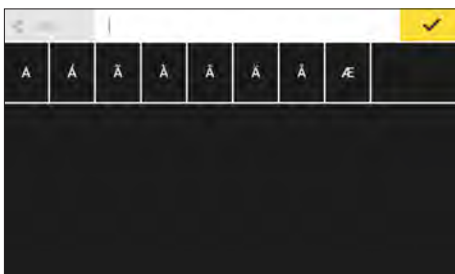 A Á Ã À Â Ä Å Æ